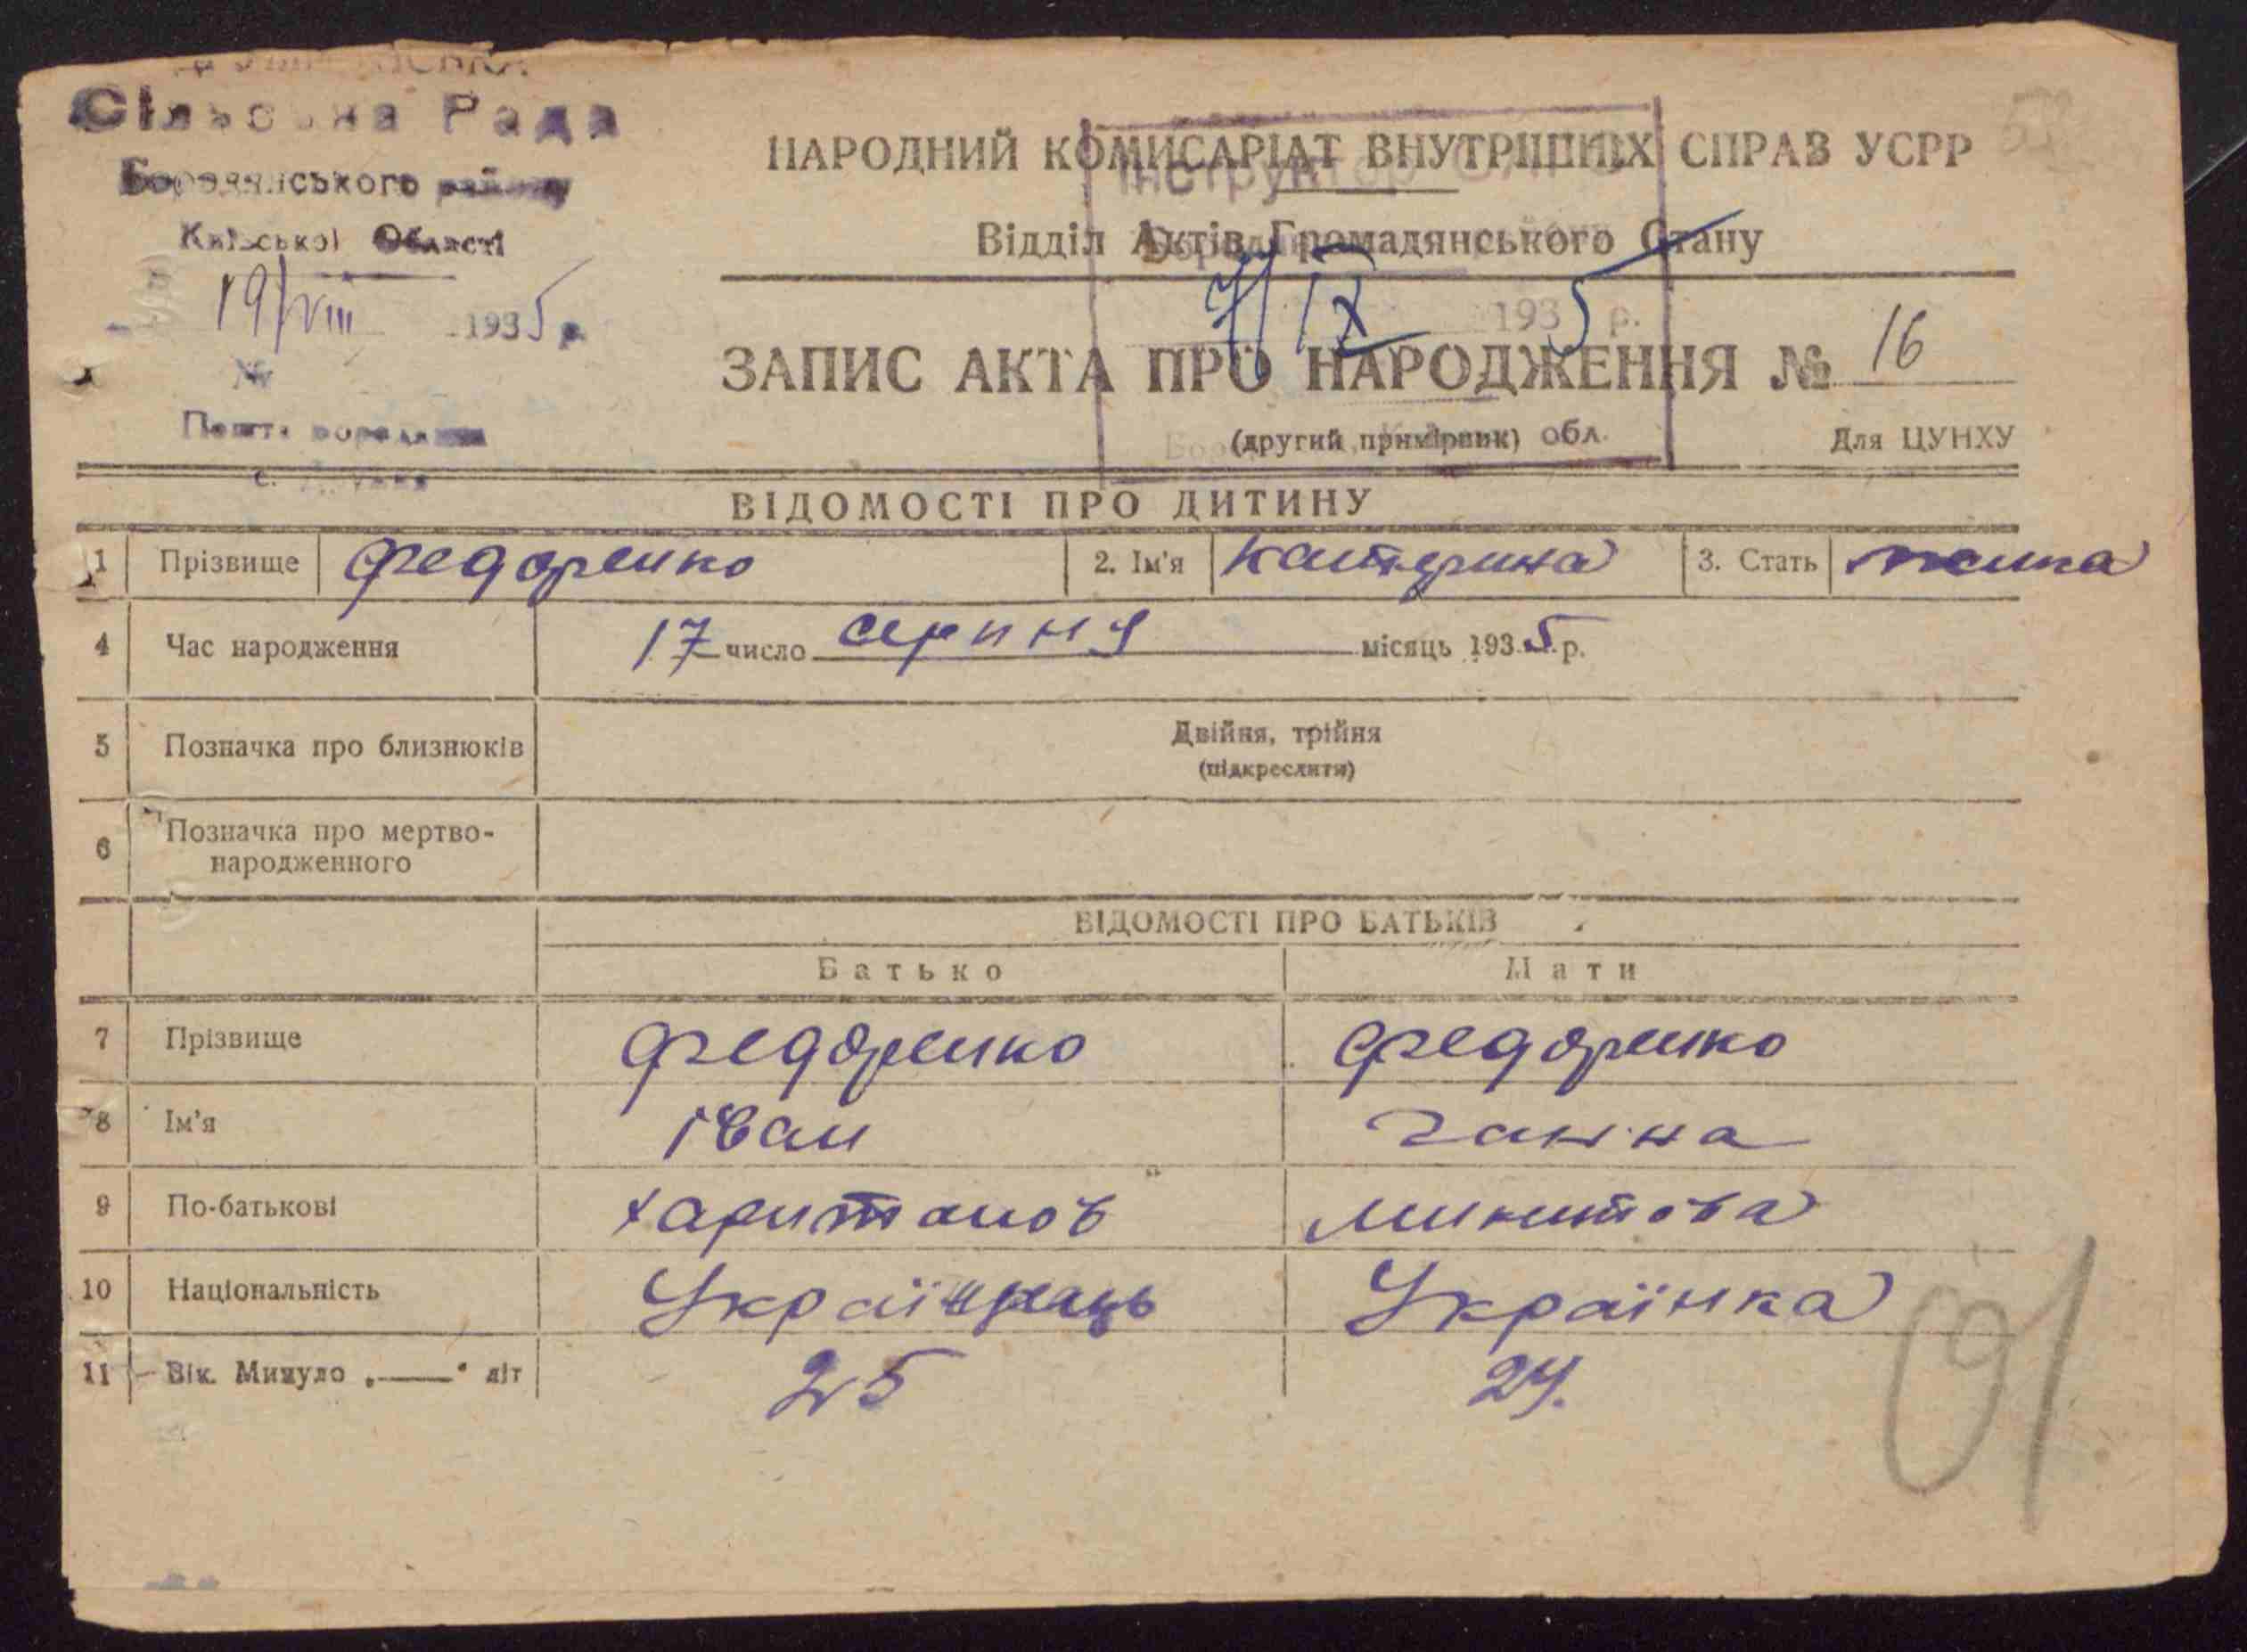 Сільська Рада
Бородянського району
Київської Області
19/VIII 1935 р.
№
Пошта Бородянка
с.
НАРОДНИЙ КОМИСАРІАТ ВНУТРІШНІХ СПРАВ УСРР
Інструктор
Відділ Актів Громадянського Стану
1935 р.
ЗАПИС АКТА ПРО НАРОДЖЕННЯ № 16
(другий примірник) обл.
Для ЦУНХУ
ВІДОМОСТІ ПРО ДИТИНУ
1 Прізвище Федоренко 2. Ім'я Катерина 3. Стать жінка
4 Час народження 17 число серпня місяць 1935 р.
5 Позначка про близнюків Двійня, трійня
(підкреслити)
6 Позначка про мертво-
народженного
ВІДОМОСТІ ПРО БАТЬКІВ
Батько Мати
7 Прізвище Федоренко Федоренко
8 Ім'я Іван Ганна
9 По-батькові Харитонов Микитова
10 Національність Українець Українка
11 Вік. Минуло „——“ літ 25 24.
91